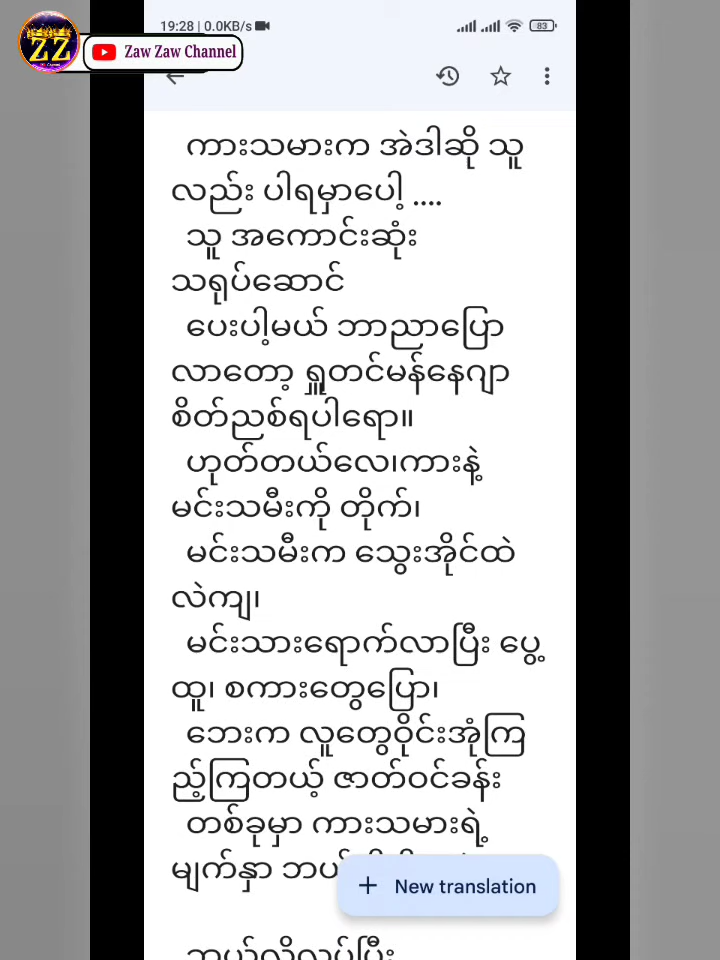 19:28 | 0.0KB/s
83
ZZ
Zaw Zaw Channel
ကားသမားက အဲဒါဆို သူ
လည်း ပါရမှာပေါ့ ....
သူ အကောင်းဆုံး
သရုပ်ဆောင်
ပေးပါ့မယ် ဘာညာပြော
လာတော့ ရှူတင်မန်နေဂျာ
စိတ်ညစ်ရပါရော။
ဟုတ်တယ်လေ၊ကားနဲ့
မင်းသမီးကို တိုက်၊
မင်းသမီးက သွေးအိုင်ထဲ
လဲကျ၊
မင်းသားရောက်လာပြီး ပွေ့
ထူ၊ စကားတွေပြော၊
ဘေးက လူတွေဝိုင်းအုံကြ
ည့်ကြတယ့် ဇာတ်ဝင်ခန်း
တစ်ခုမှာ ကားသမားရဲ့
မျက်နှာ
New translation